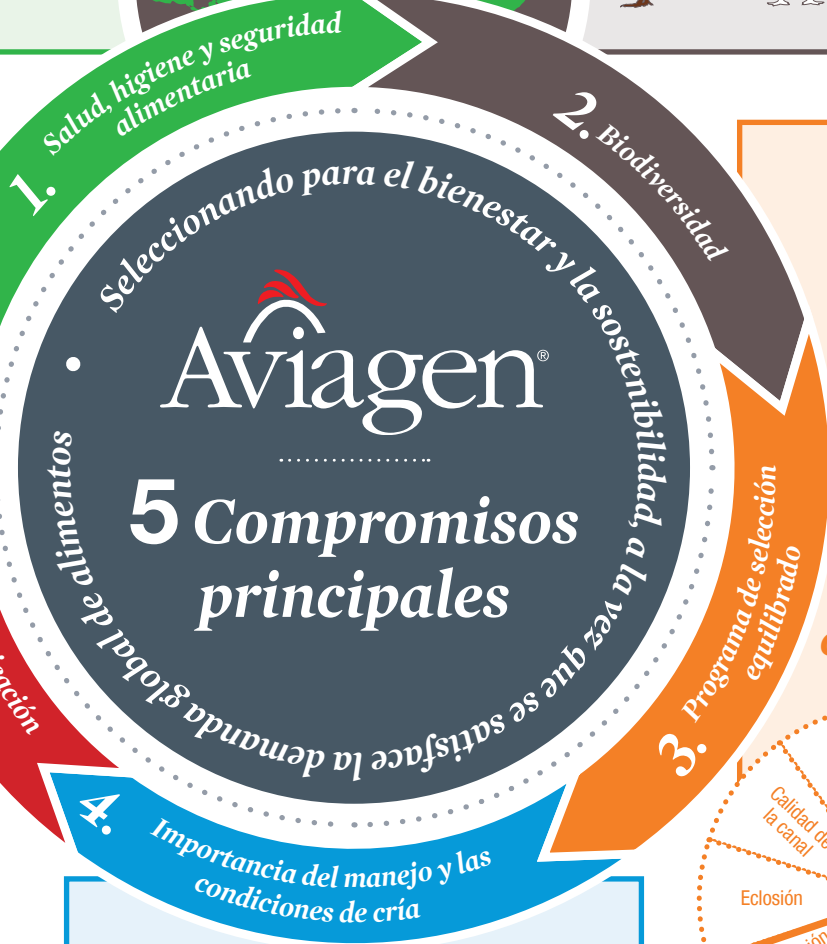 1. Salud, higiene y seguridad
alimentaria
2. Biodiversidad
Seleccionando para el bienestar y la sostenibilidad, a la vez que se satisface la demanda global de alimentos •
Aviagen®
5 Compromisos
principales
3. Programa de selección
equilibrado
4. Importancia del manejo y las
condiciones de cría
Calidad de
la canal
Eclosión